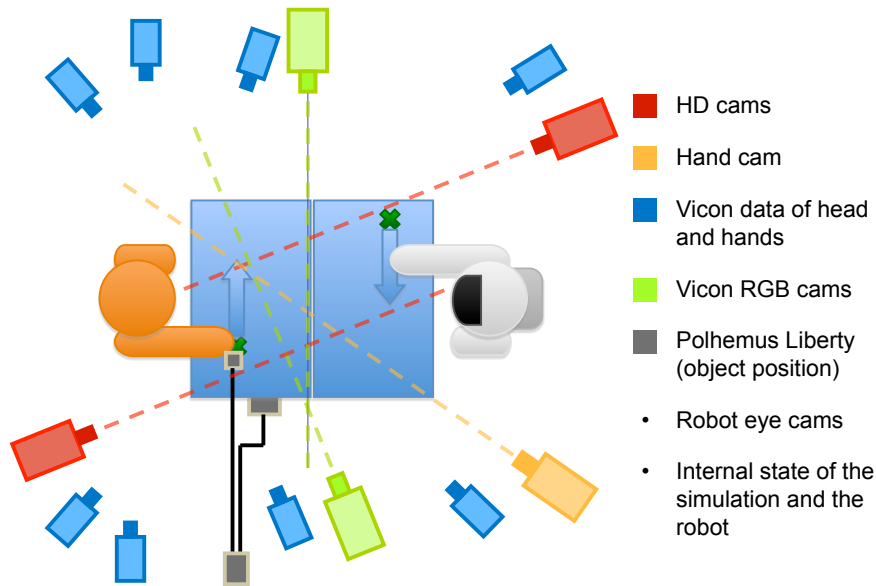 HD cams
Hand cam
Vicon data of head
and hands
Vicon RGB cams
Polhemus Liberty
(object position)
• Robot eye cams
• Internal state of the
simulation and the
robot